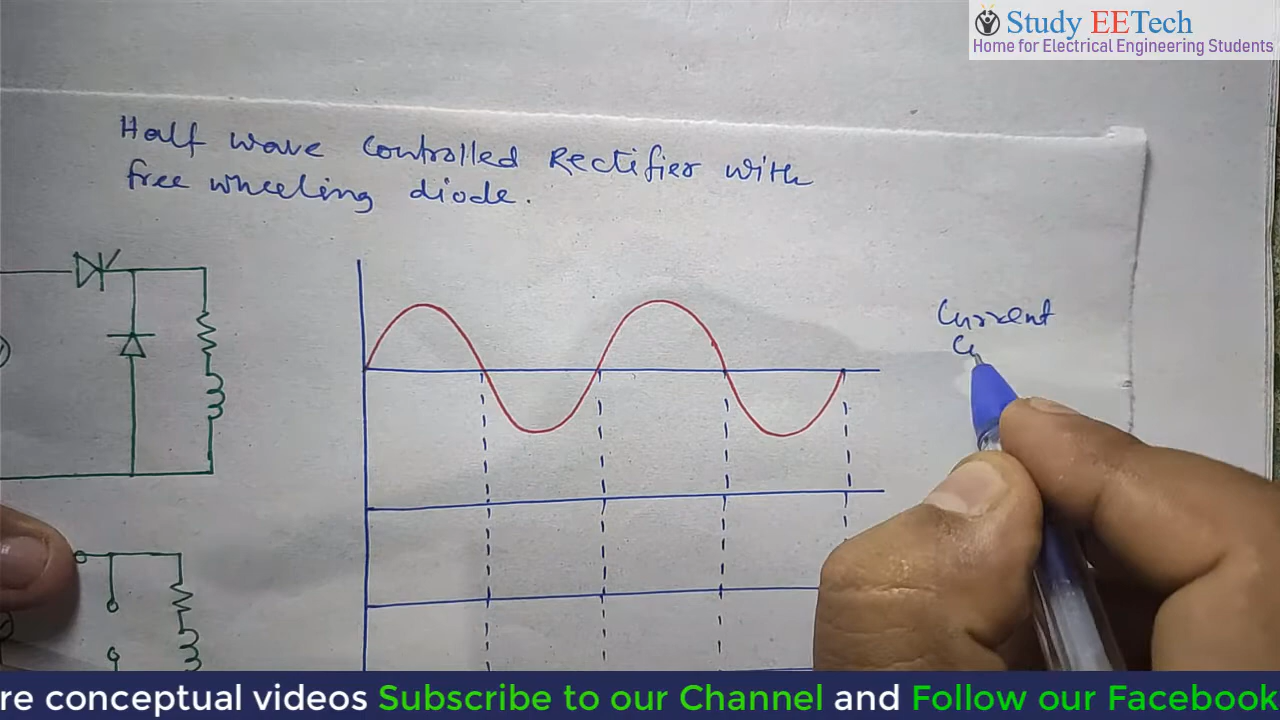 Study EETech
Home for Electrical Engineering Students
Half wave Controlled Rectifier with
free wheeling diode.
Current
re conceptual videos Subscribe to our Channel and Follow our Facebook